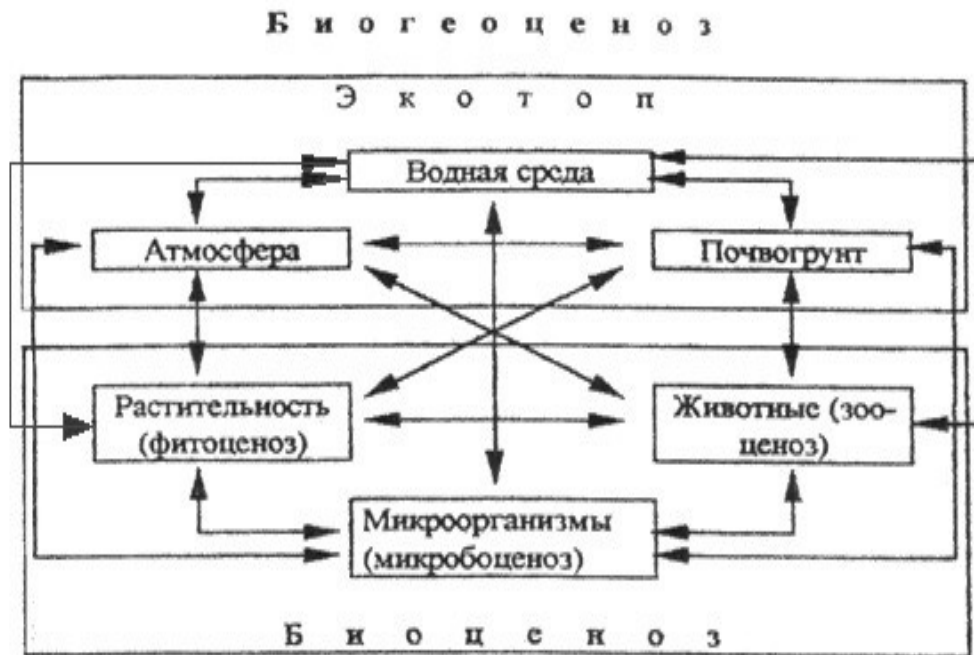 Биогеоценоз
Экотоп
Водная среда
Атмосфера
Почвогрунт
Растительность
(фитоценоз)
Животные (зоо-
ценоз)
Микроорганизмы
(микробоценоз)
Биоценоз